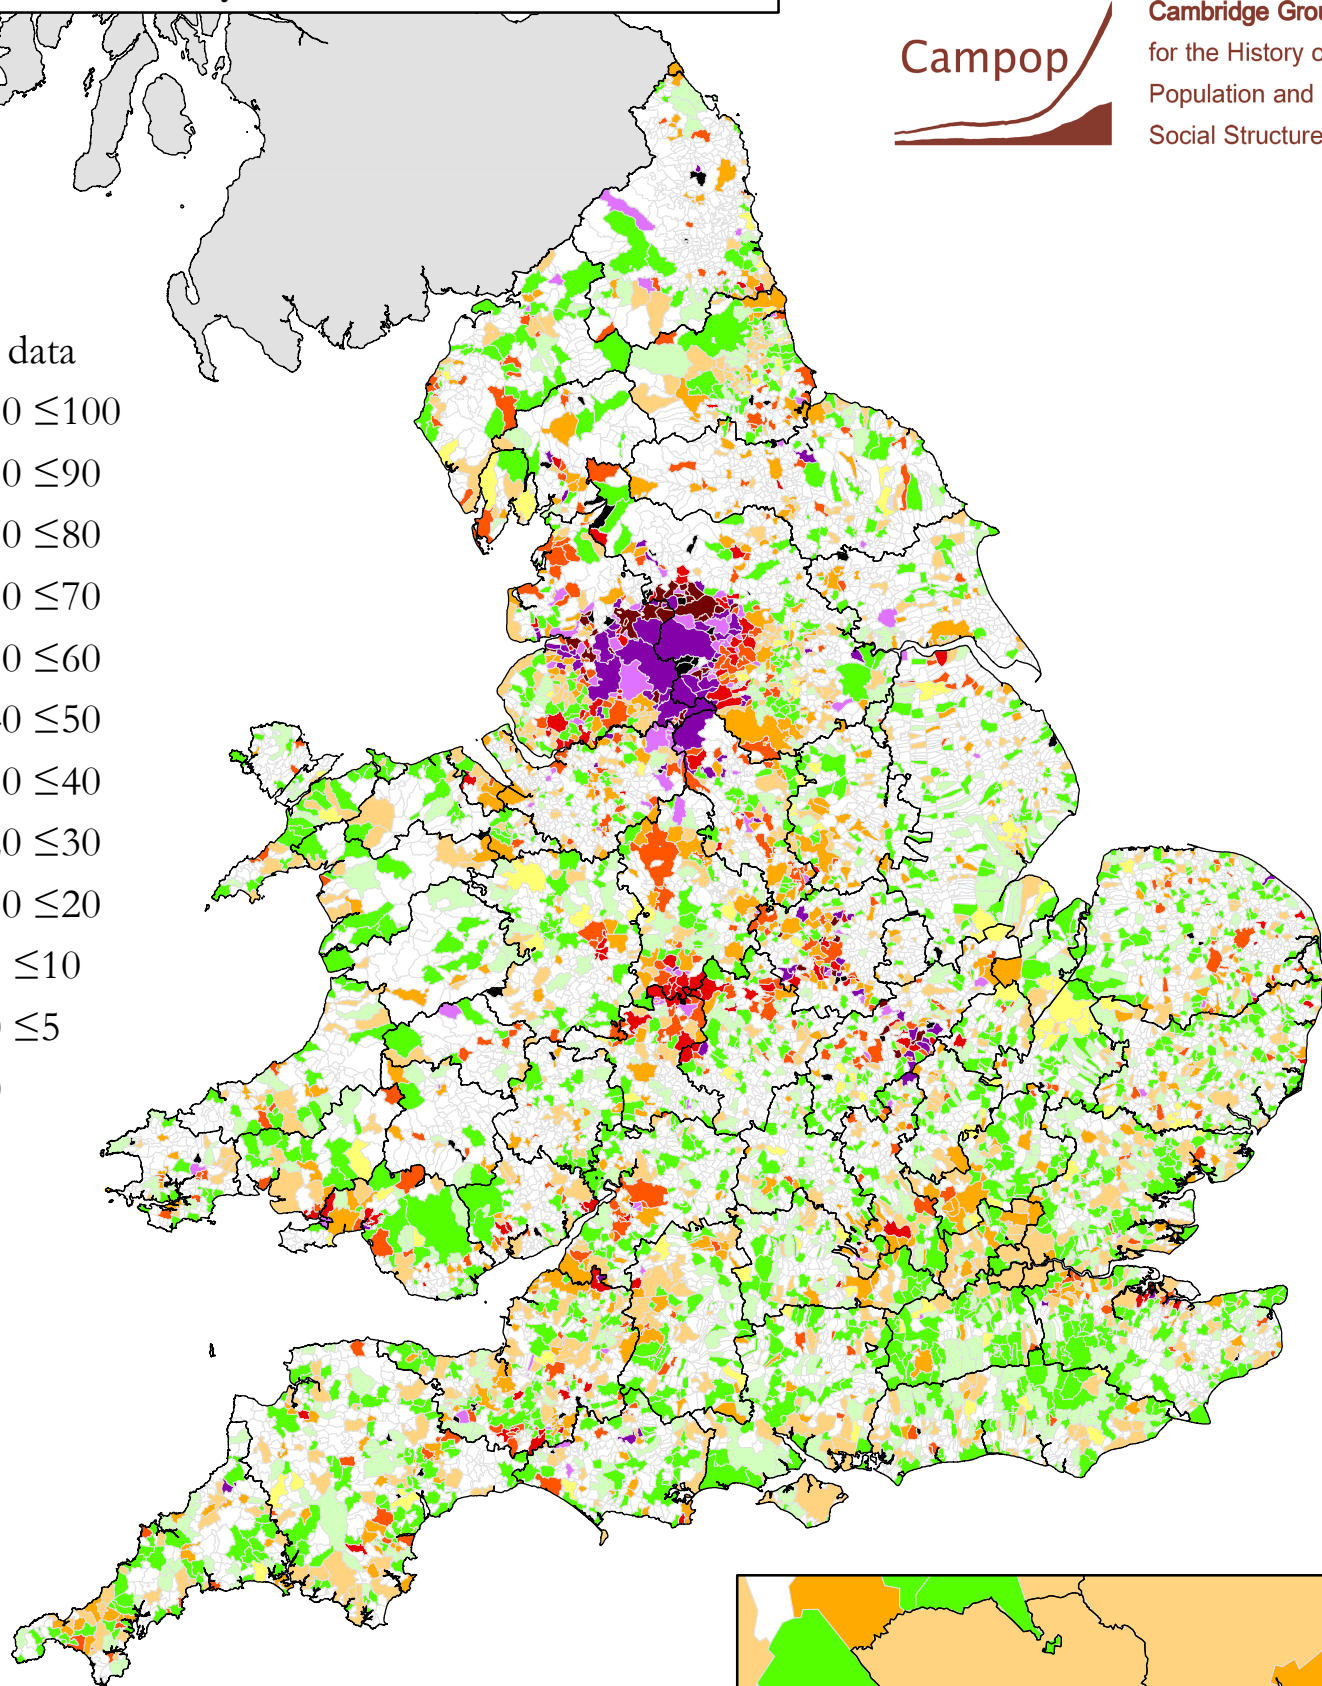 Cambridge Grou
Campop
for the History o
Population and
Social Structure
data
0 ≤100
0 ≤90
0 ≤80
0 ≤70
0 ≤60
0 ≤50
0 ≤40
0 ≤30
0 ≤20
≤10
≤5